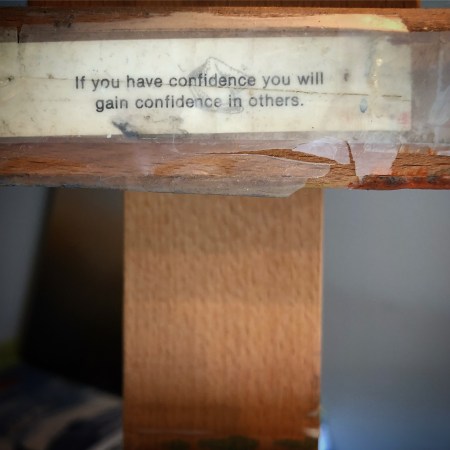 If you have confidence you will
gain confidence in others.